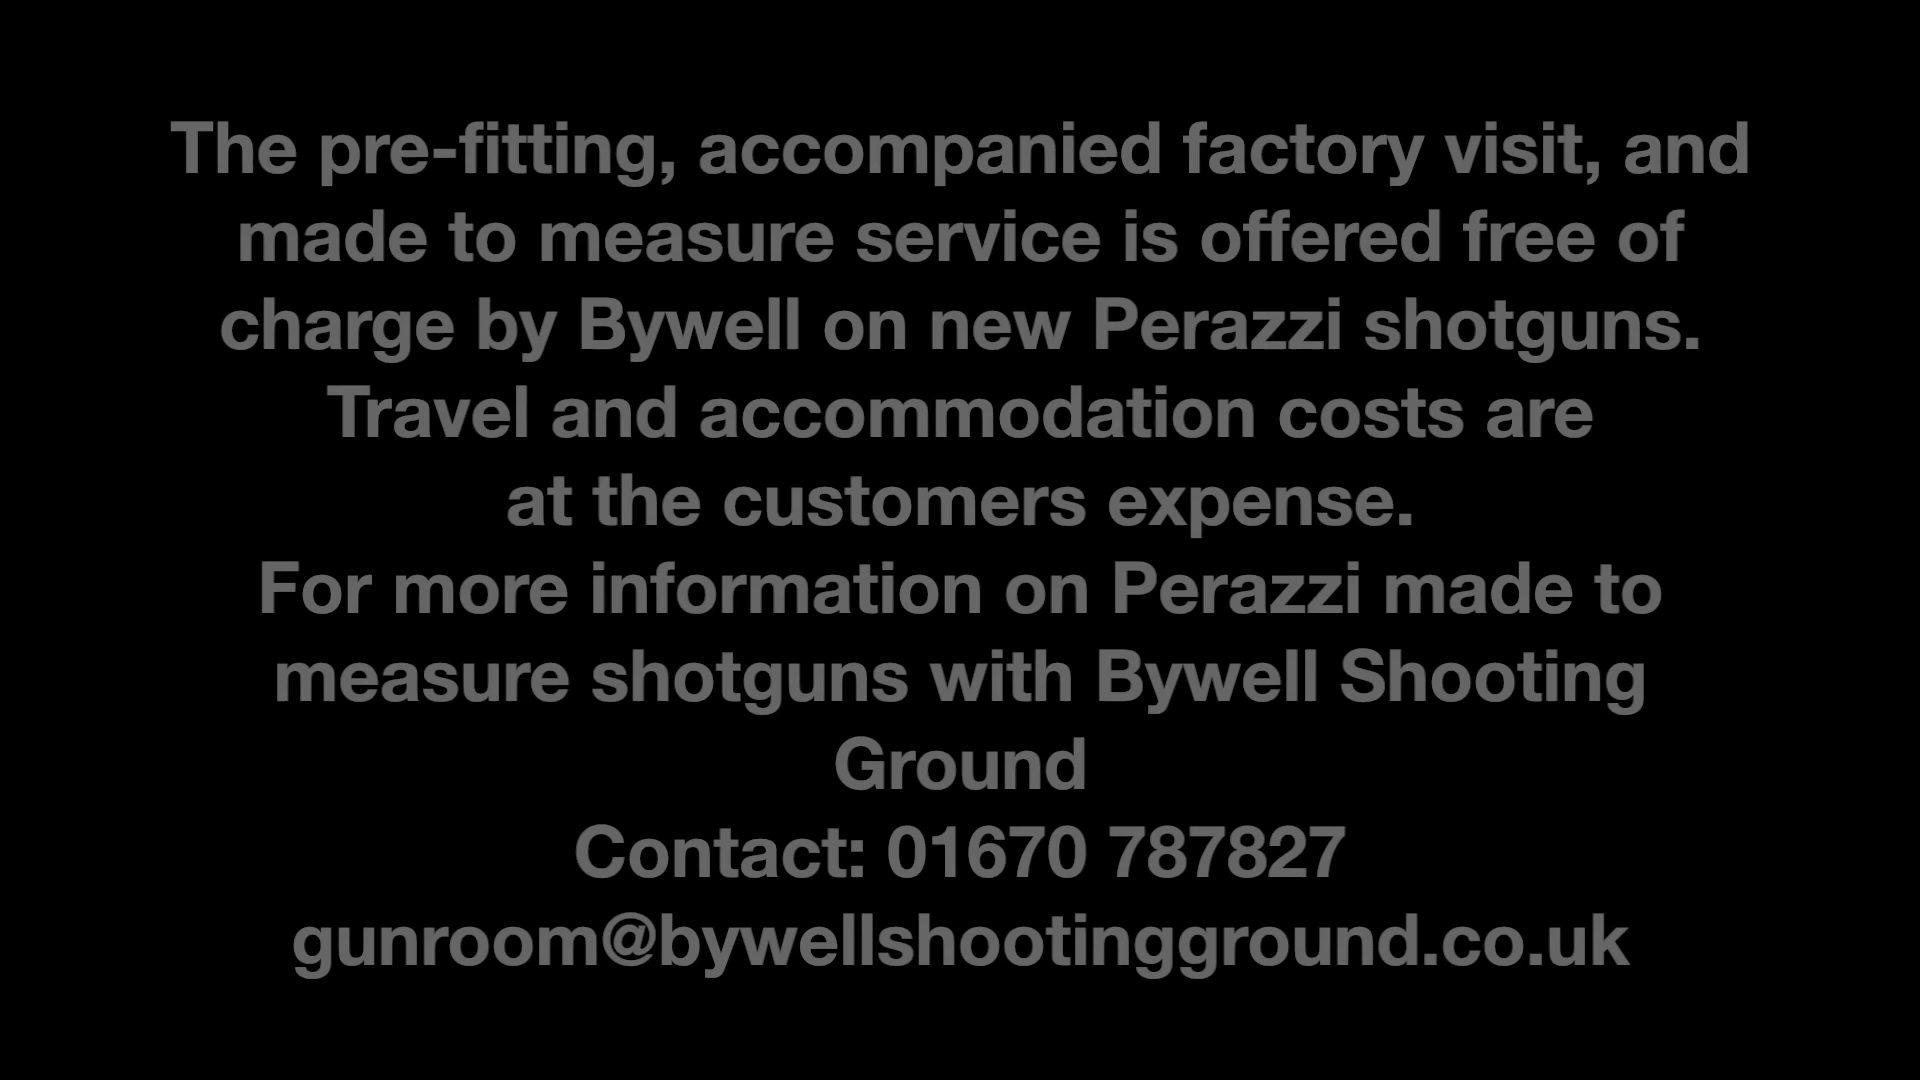 The pre-fitting, accompanied factory visit, and
made to measure service is offered free of
charge by Bywell on new Perazzi shotguns.
Travel and accommodation costs are
at the customers expense.
For more information on Perazzi made to
measure shotguns with Bywell Shooting
Ground
Contact: 01670 787827
gunroom@bywellshootingground.co.uk